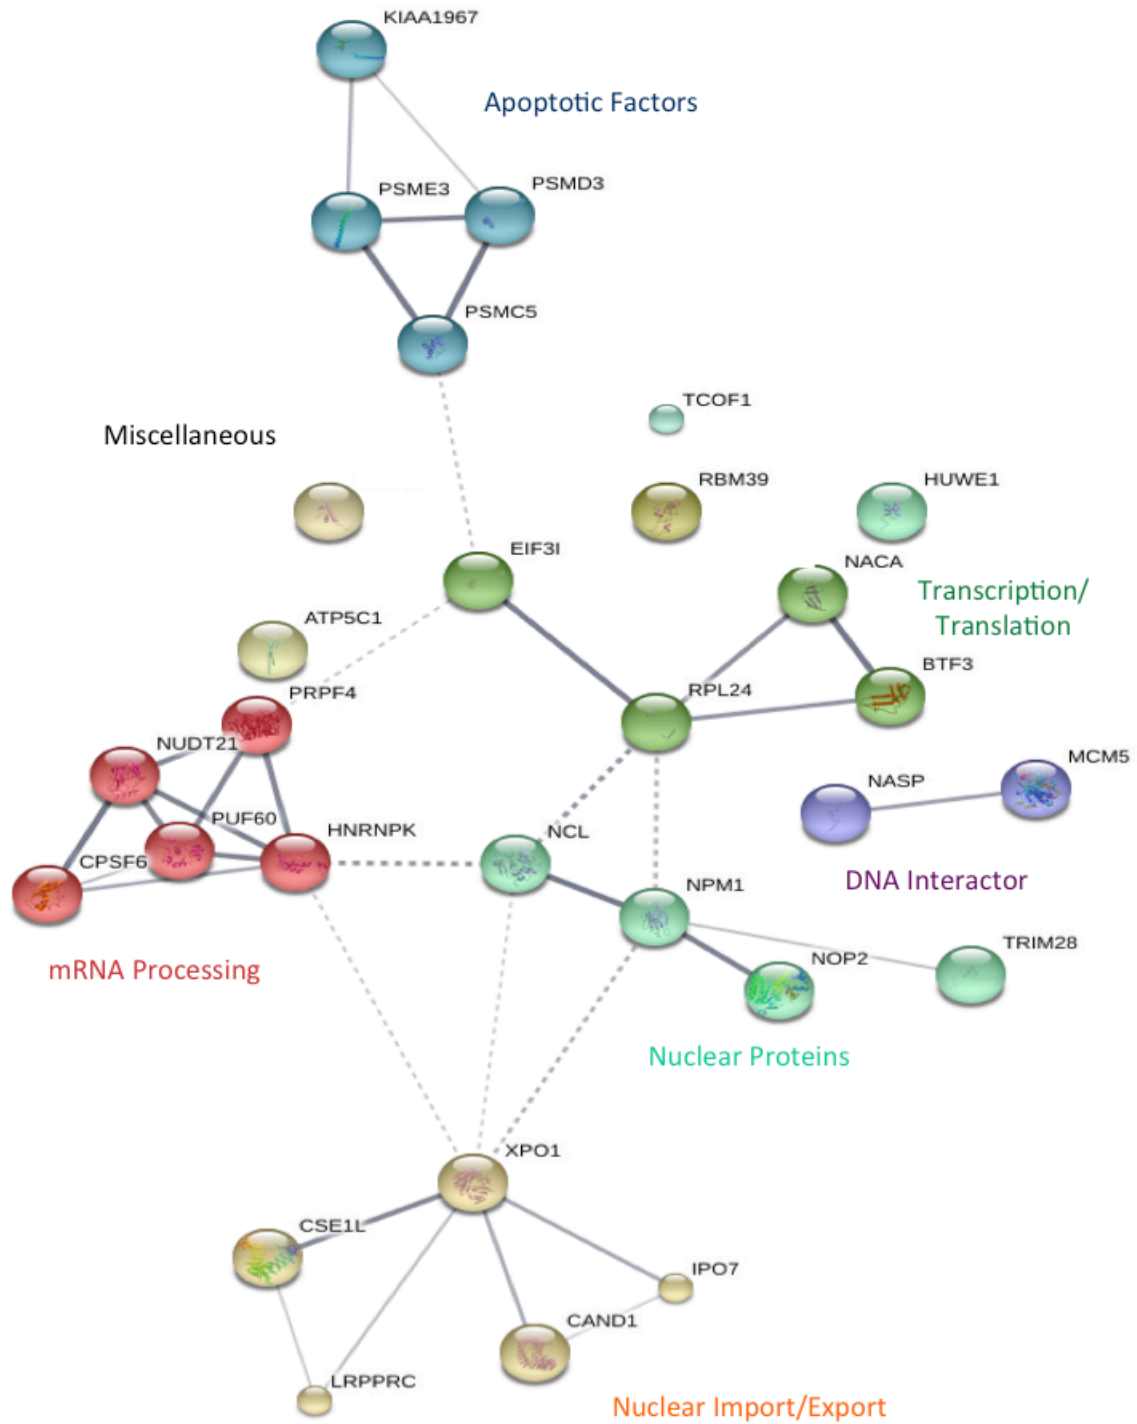 KIAA1967
Apoptotic Factors
PSME3
PSMD3
PSMC5
TCOF1
Miscellaneous
RBM39
HUWE1
EIF3I
NACA
Transcription/
Translation
ATP5C1
BTF3
PRPF4
RPL24
NUDT21
MCM5
NASP
PUF60
HNRNPK
NCL
CPSF6
DNA Interactor
NPM1
TRIM28
NOP2
mRNA Processing
Nuclear Proteins
XPO1
CSE1L
IPO7
CAND1
LRPPRC
Nuclear Import/Export